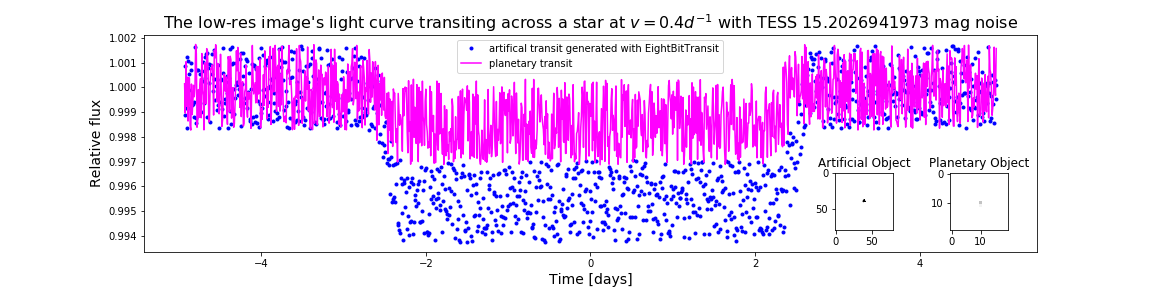 The low-res image's light curve transiting across a star at v = 0.4d⁻¹ with TESS 15.2026941973 mag noise
artifical transit generated with EightBitTransit
planetary transit
Relative flux
1.002
1.001
1.000
0.999
0.998
0.997
0.996
0.995
0.994
Artificial Object
0
50
0 50
Planetary Object
0
10
0 10
−4 −2 0 2 4
Time [days]